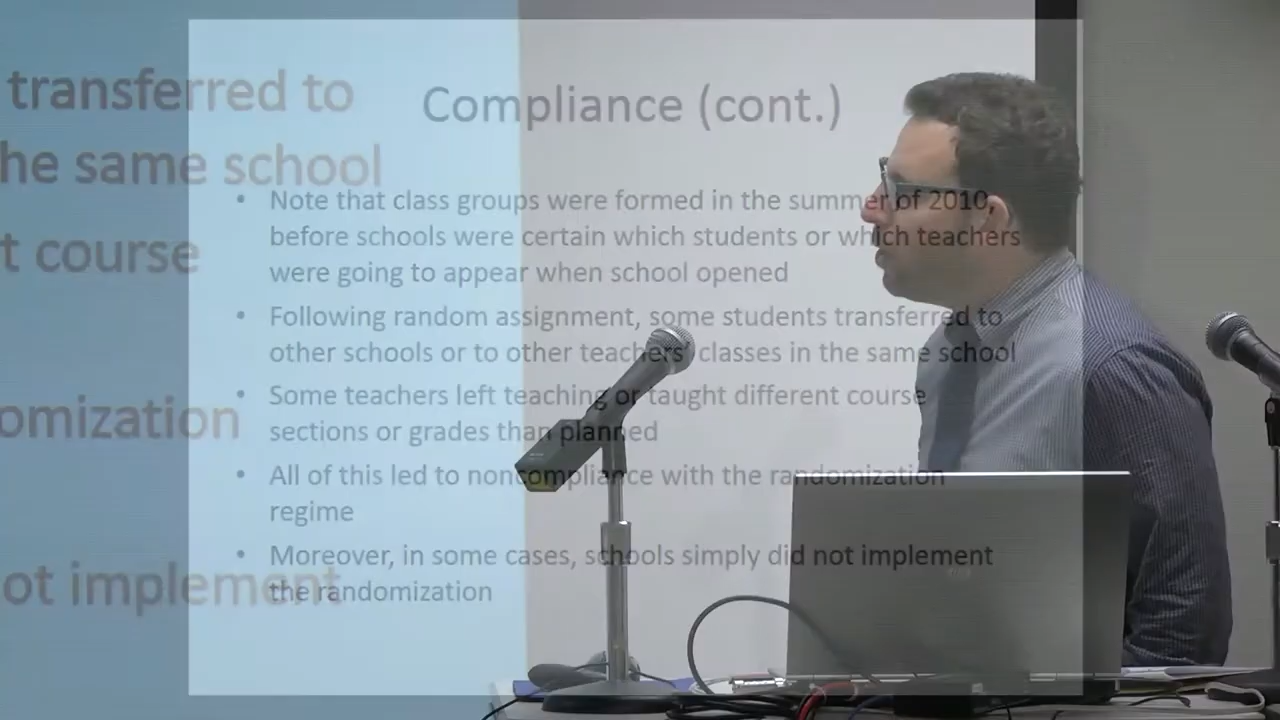 transferred to
he same school
t course
omization
ot implement
Compliance (cont.)
• Note that class groups were formed in the summer of 2010,
before schools were certain which students or which teachers
were going to appear when school opened
• Following random assignment, some students transferred to
other schools or to other teachers' classes in the same school
• Some teachers left teaching or taught different course
sections or grades than planned
• All of this led to noncompliance with the randomization
regime
• Moreover, in some cases, schools simply did not implement
the randomization